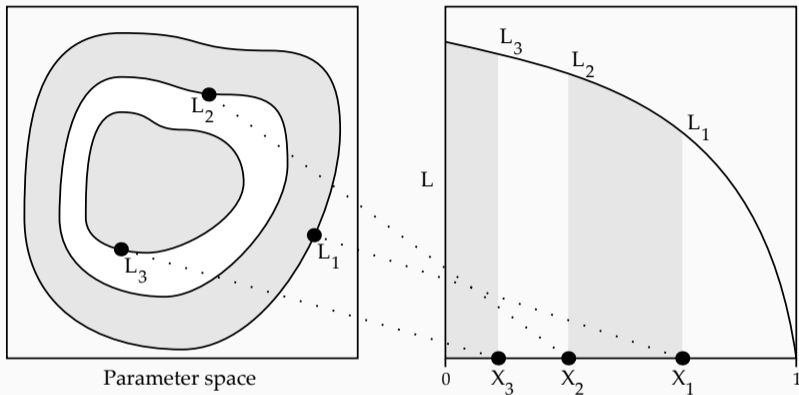 L₂
L₃
L₁
Parameter space
L
L₃
L₂
L₁
0
X₃
X₂
X₁
1